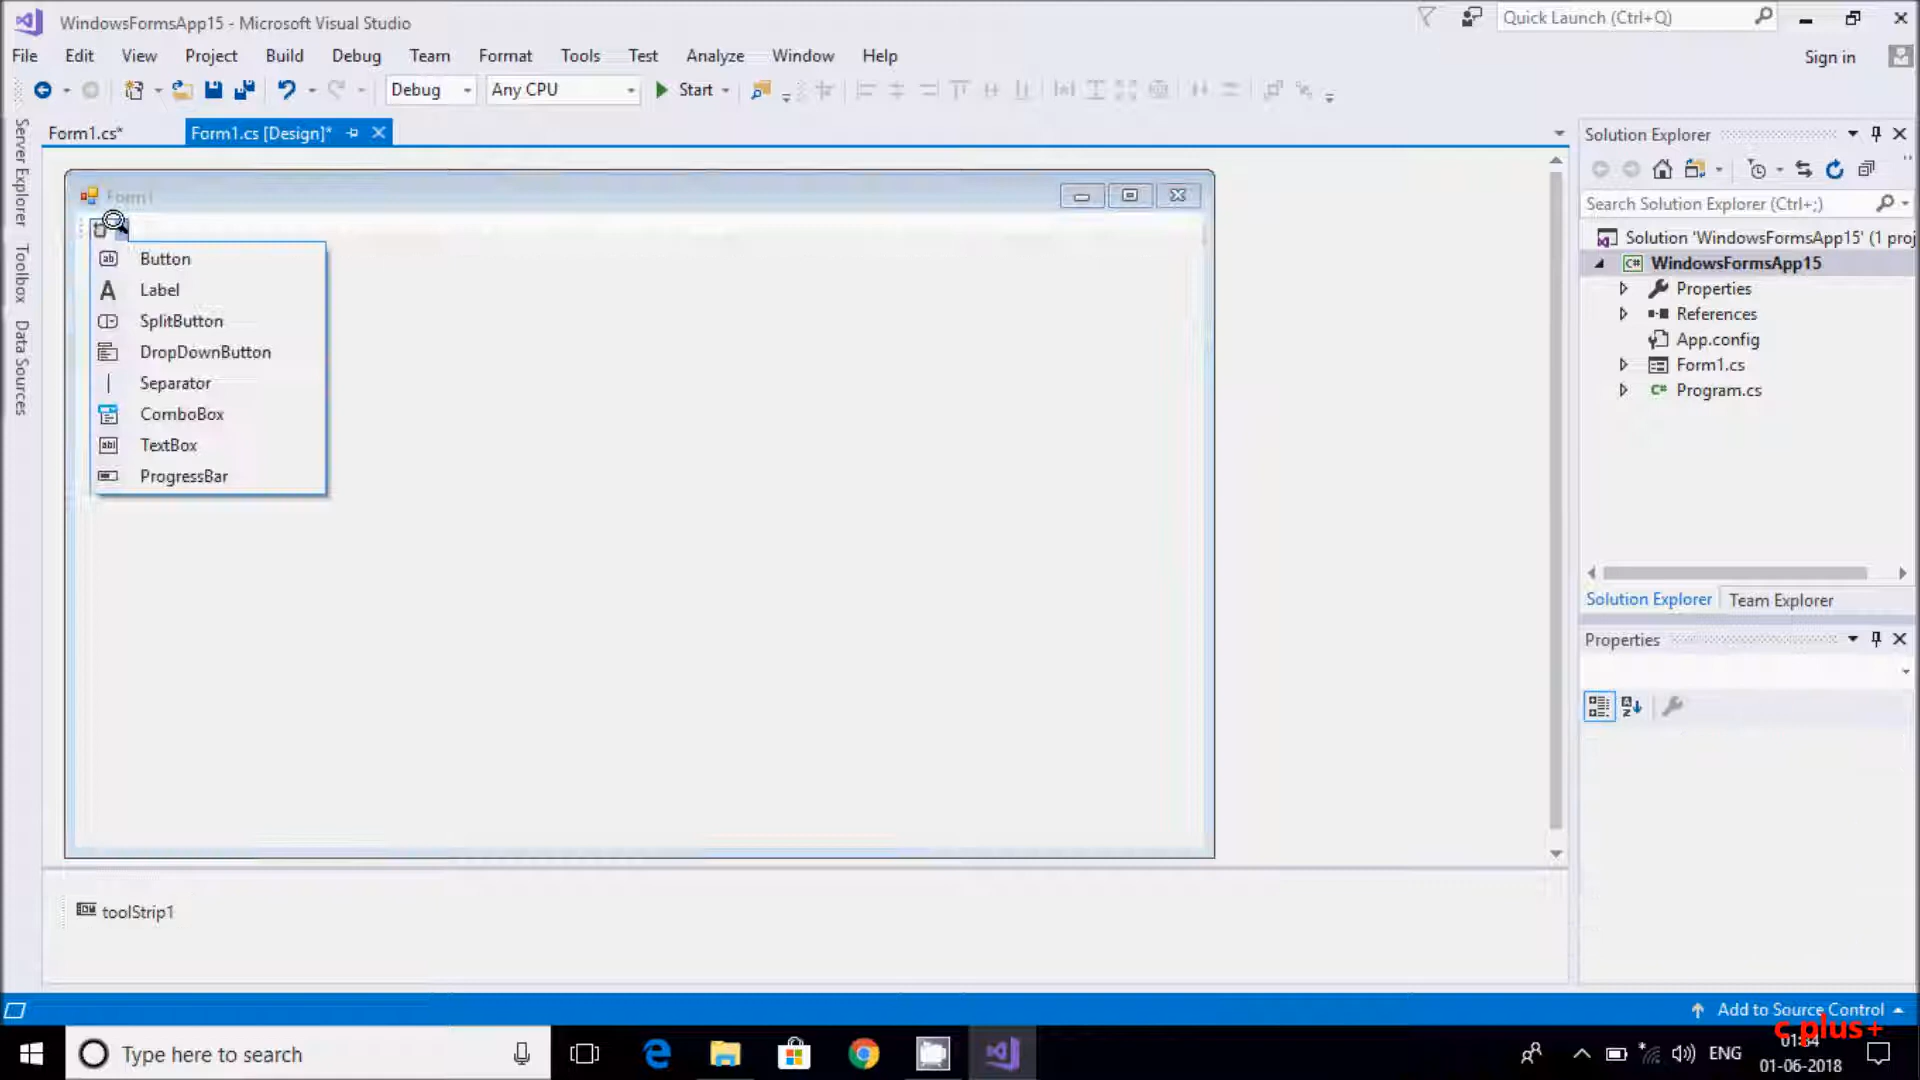 WindowsFormsApp15 - Microsoft Visual Studio
Quick Launch (Ctrl+Q)
File Edit View Project Build Debug Team Format Tools Test Analyze Window Help
Sign in
Debug Any CPU Start
Server Explorer
Toolbox
Data Sources
Form1.cs*
Form1.cs [Design]*
Form1
Button
Label
SplitButton
DropDownButton
Separator
ComboBox
TextBox
ProgressBar
toolStrip1
Solution Explorer
Search Solution Explorer (Ctrl+;)
Solution 'WindowsFormsApp15' (1 proj
WindowsFormsApp15
Properties
References
App.config
Form1.cs
Program.cs
Solution Explorer
Team Explorer
Properties
Add to Source Control
c plus+
Type here to search
ENG
01:34
01-06-2018